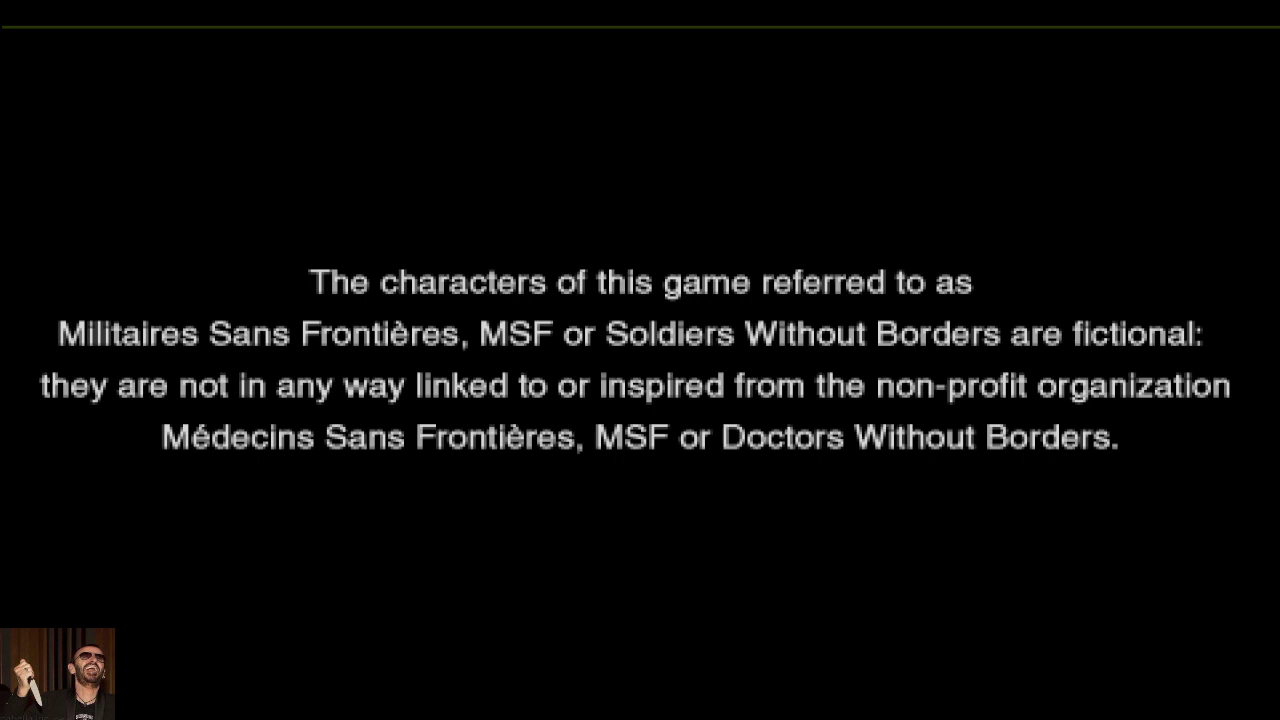 The characters of this game referred to as
Militaires Sans Frontières, MSF or Soldiers Without Borders are fictional:
they are not in any way linked to or inspired from the non-profit organization
Médecins Sans Frontières, MSF or Doctors Without Borders.